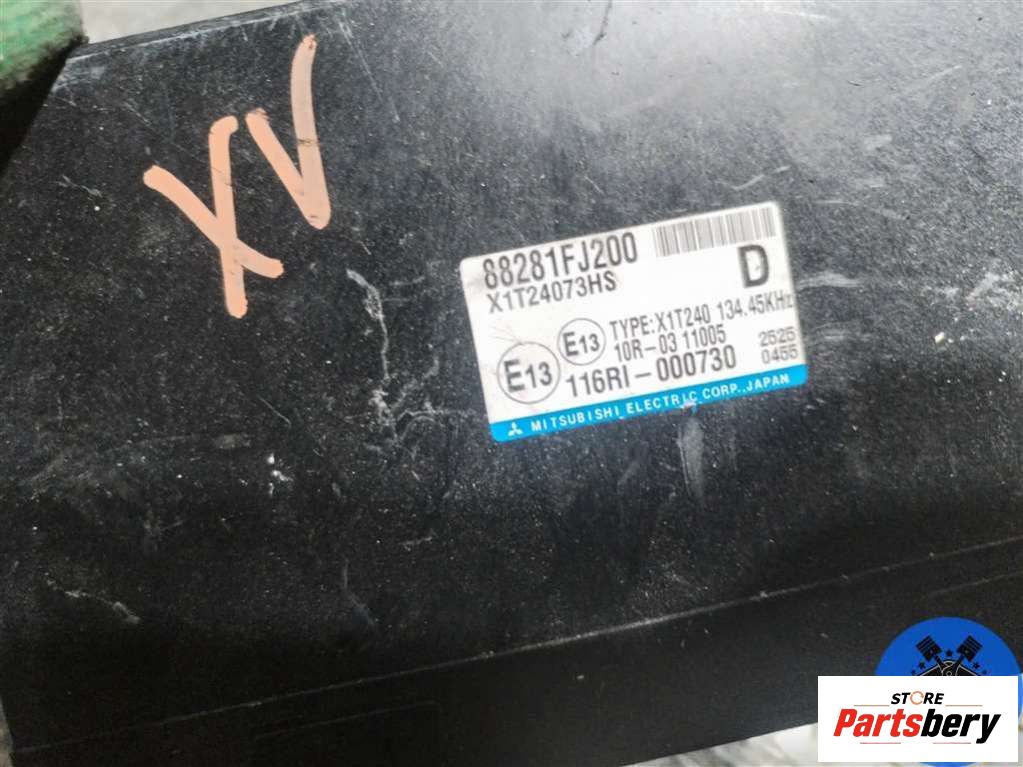 XV
88281FJ200
X1T24073HS
D
TYPE:X1T240 134.45KHz
E13
10R-03 11005
2525
E13
116RI-000730
0455
MITSUBISHI ELECTRIC CORP.,JAPAN
STORE
Partsbery